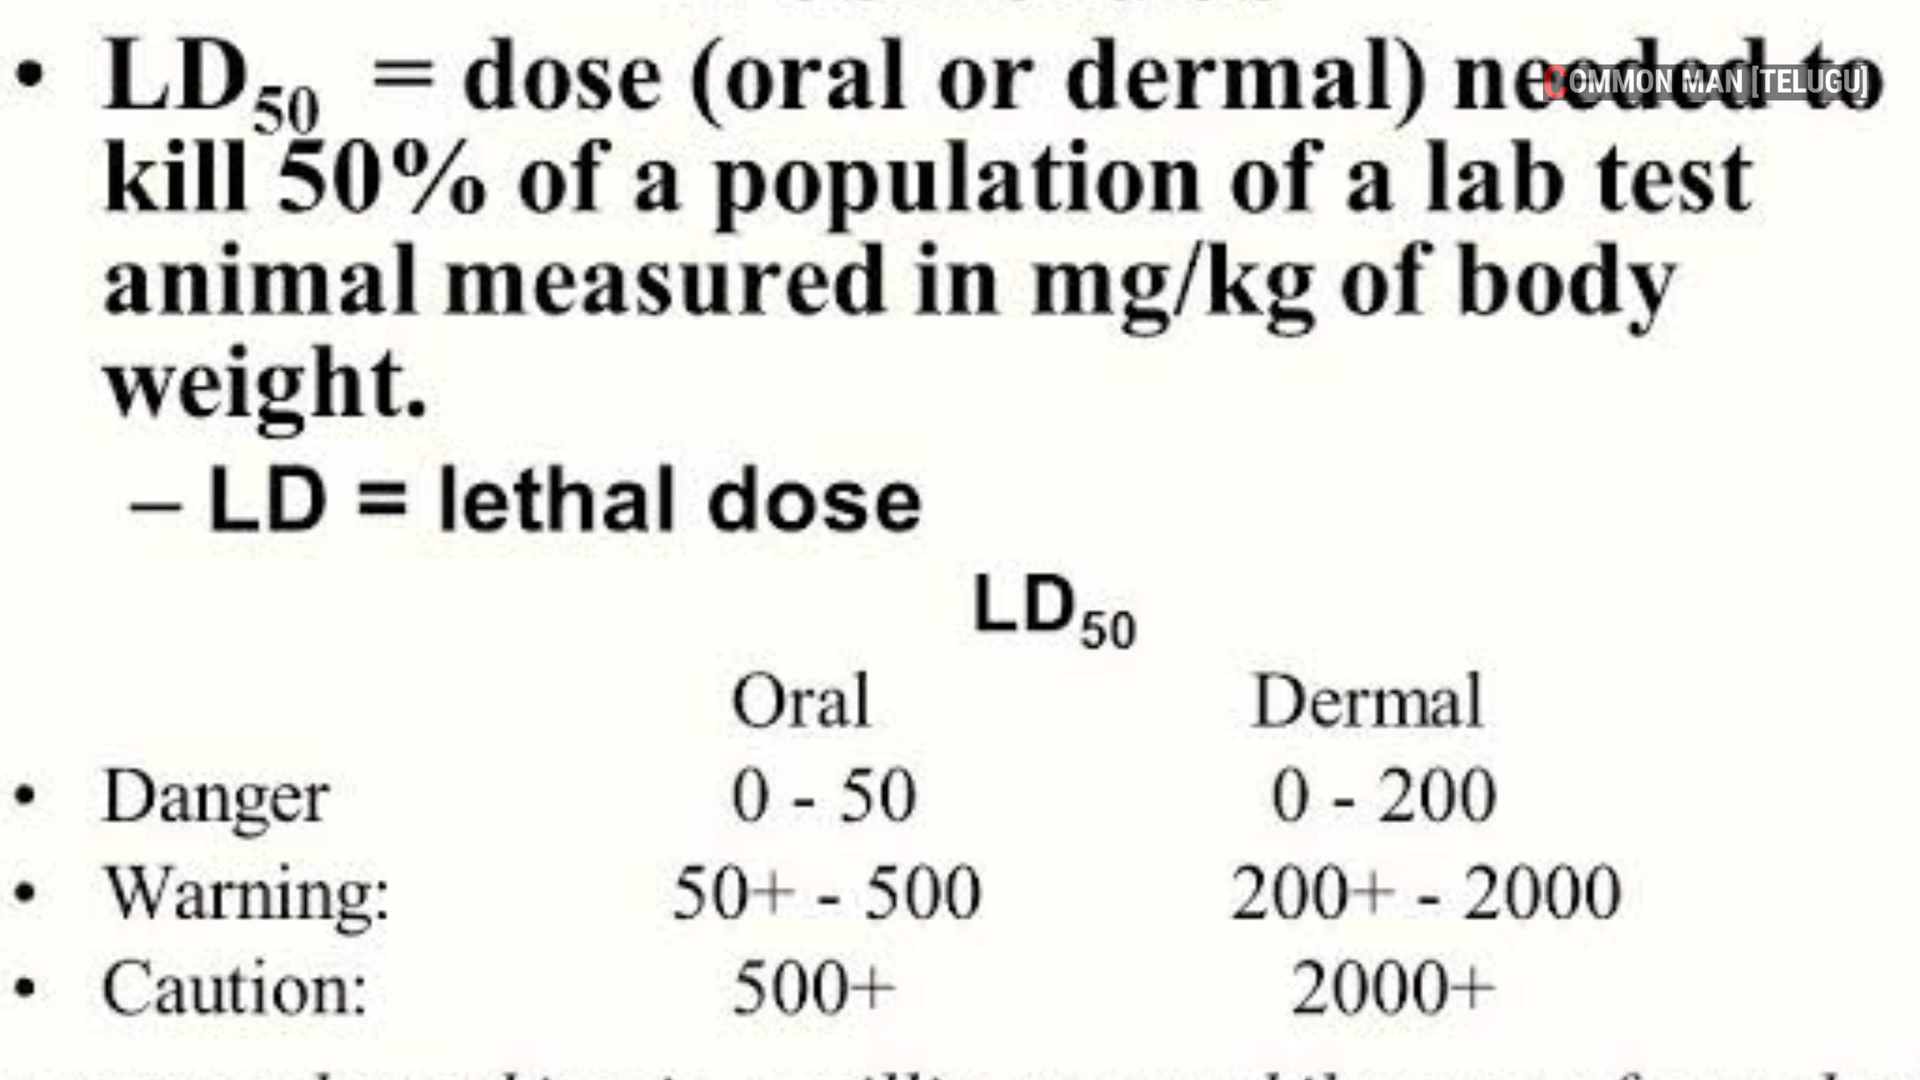 • LD50 = dose (oral or dermal) needed to
COMMON MAN [TELUGU]
kill 50% of a population of a lab test
animal measured in mg/kg of body
weight.
– LD = lethal dose
LD50
Oral Dermal
• Danger 0 - 50 0 - 200
• Warning: 50+ - 500 200+ - 2000
• Caution: 500+ 2000+